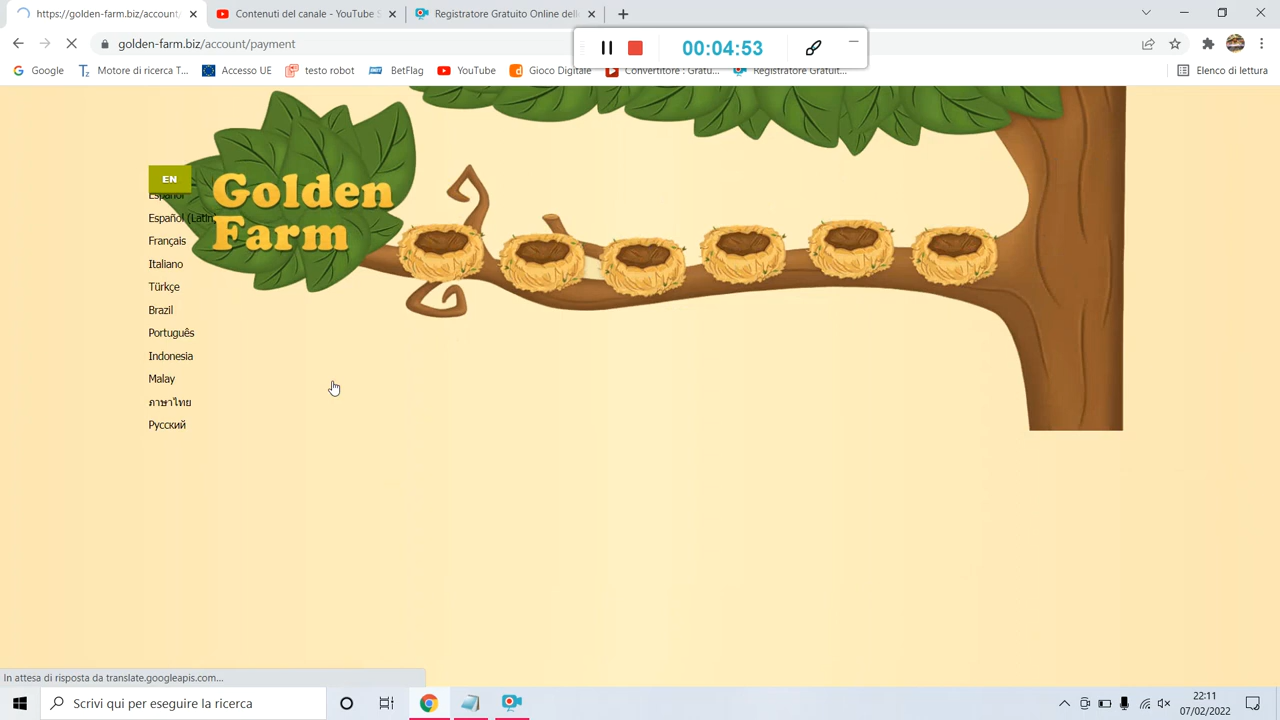 https://golden-farm.biz/account
Contenuti del canale - YouTube S
Registratore Gratuito Online dell
golden-farm.biz/account/payment
00:04:53
Google
Motore di ricerca T...
Accesso UE
testo robot
BetFlag
YouTube
Gioco Digitale
Convertitore : Gratu...
Registratore Gratuit...
Elenco di lettura
EN
Golden
Farm
Español
Español (Latin)
Français
Italiano
Türkçe
Brazil
Português
Indonesia
Malay
ภาษาไทย
Русский
In attesa di risposta da translate.googleapis.com...
Scrivi qui per eseguire la ricerca
22:11
07/02/2022